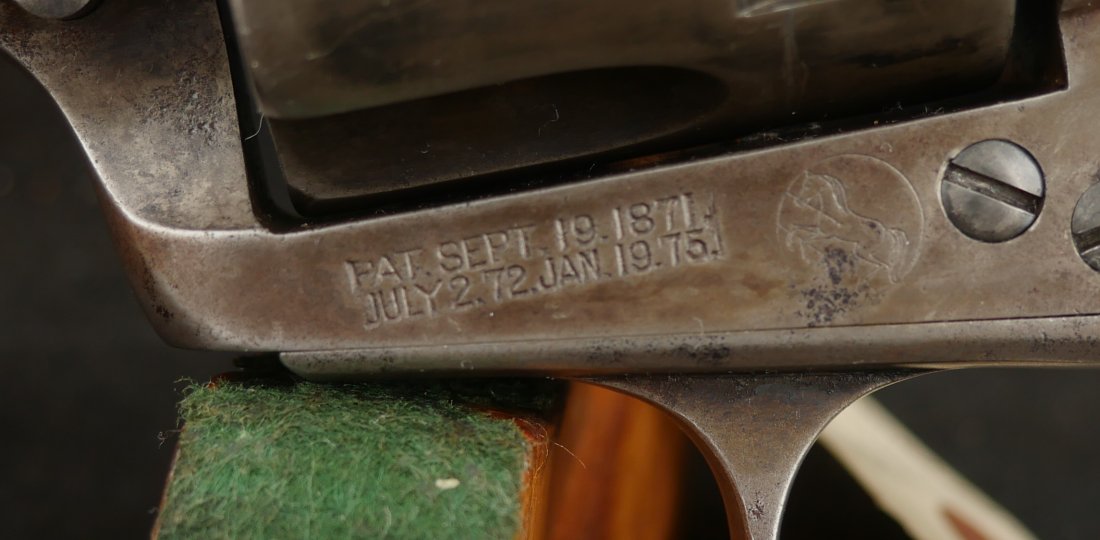 PAT. SEPT. 19. 1871.
JULY 2. 72. JAN. 19. 75.